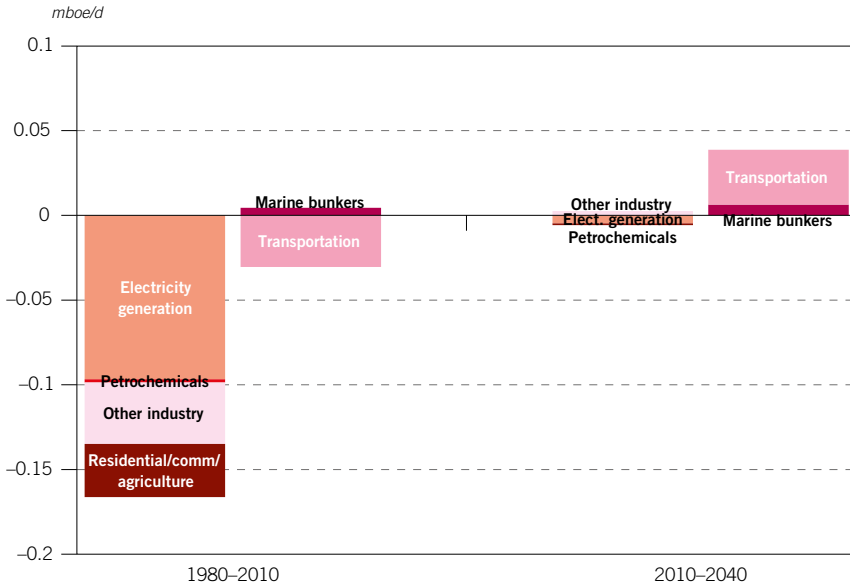 mboe/d
0.1
0.05
0
–0.05
–0.1
–0.15
–0.2
Electricity
generation
Petrochemicals
Other industry
Residential/comm/
agriculture
Marine bunkers
Transportation
Other industry
Elect. generation
Petrochemicals
Transportation
Marine bunkers
1980–2010
2010–2040